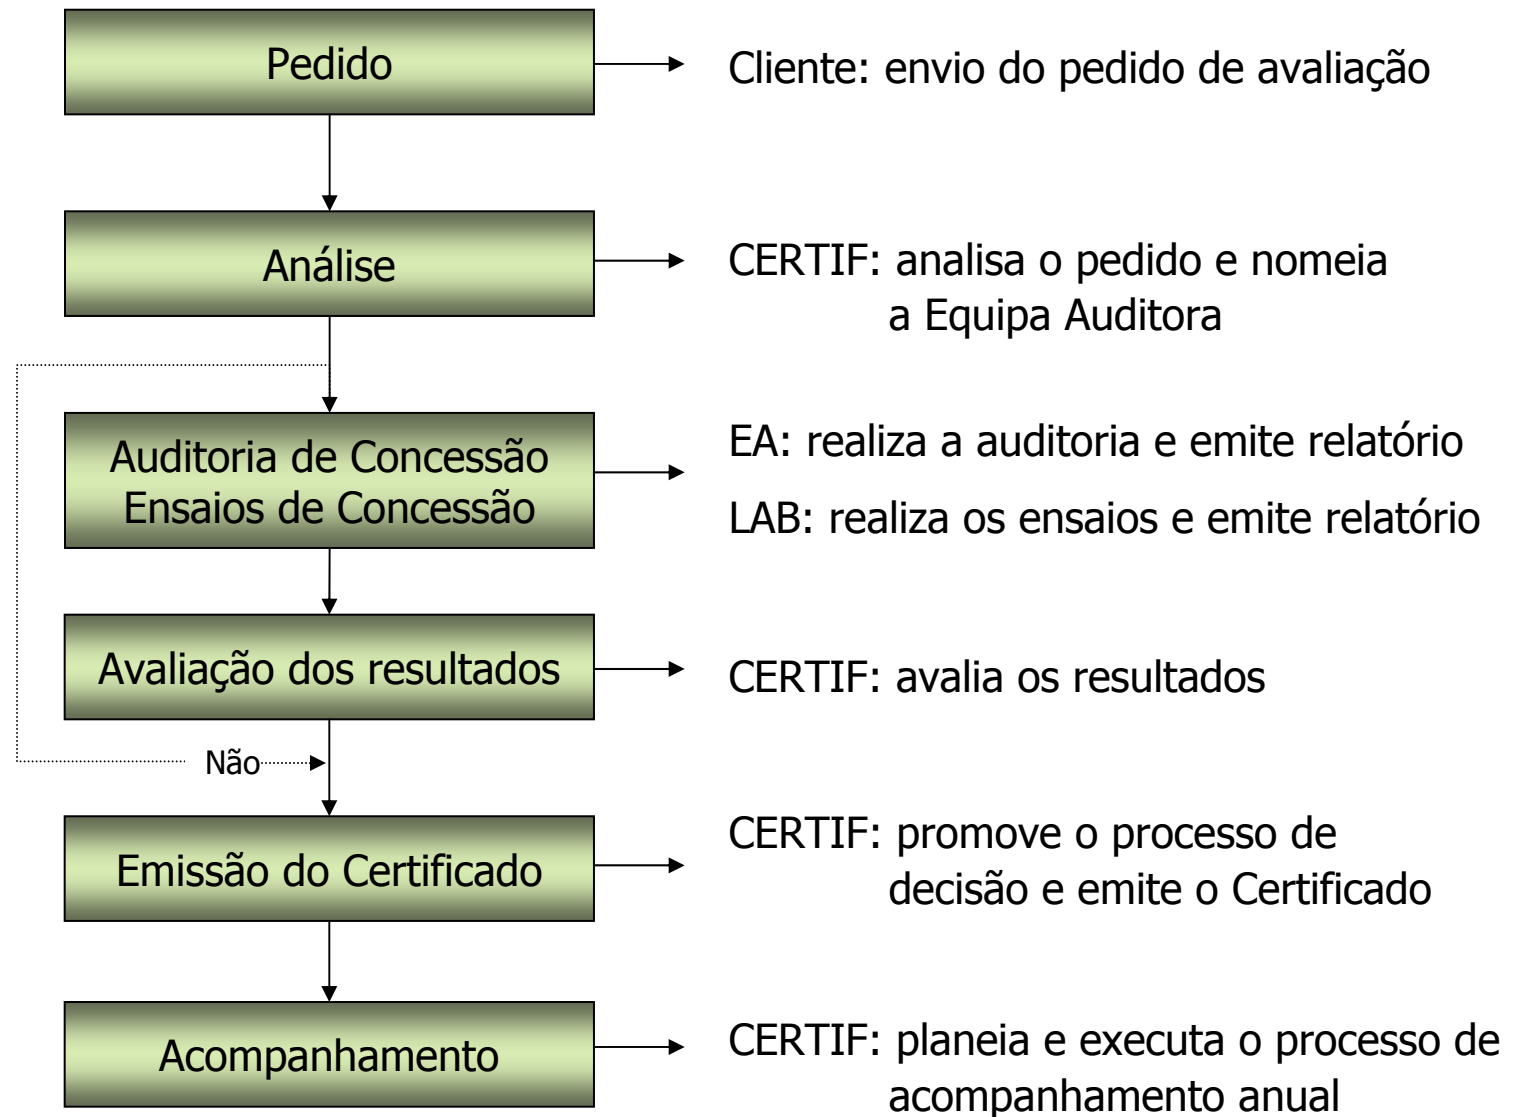 Pedido
Cliente: envio do pedido de avaliação
Análise
CERTIF: analisa o pedido e nomeia
a Equipa Auditora
Auditoria de Concessão
Ensaios de Concessão
EA: realiza a auditoria e emite relatório
LAB: realiza os ensaios e emite relatório
Avaliação dos resultados
CERTIF: avalia os resultados
Não
Emissão do Certificado
CERTIF: promove o processo de
decisão e emite o Certificado
Acompanhamento
CERTIF: planeia e executa o processo de
acompanhamento anual